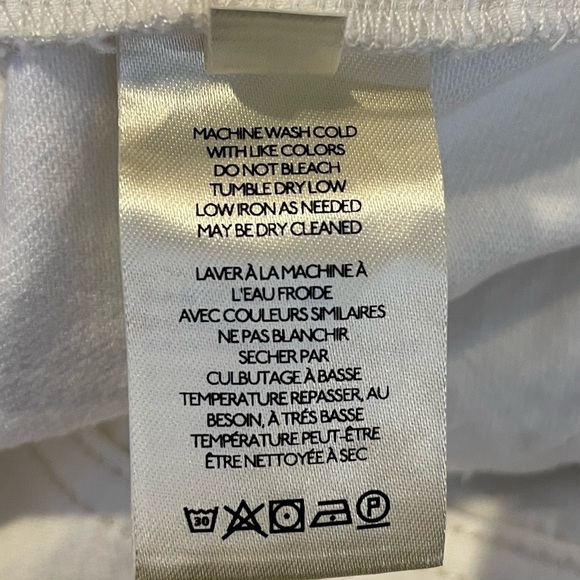 MACHINE WASH COLD
WITH LIKE COLORS
DO NOT BLEACH
TUMBLE DRY LOW
LOW IRON AS NEEDED
MAY BE DRY CLEANED
LAVER À LA MACHINE À
L'EAU FROIDE
AVEC COULEURS SIMILAIRES
NE PAS BLANCHIR
SECHER PAR
CULBUTAGE À BASSE
TEMPERATURE REPASSER, AU
BESOIN, À TRÉS BASSE
TEMPÉRATURE PEUT-ÊTRE
ÊTRE NETTOYÉE À SEC
30 P